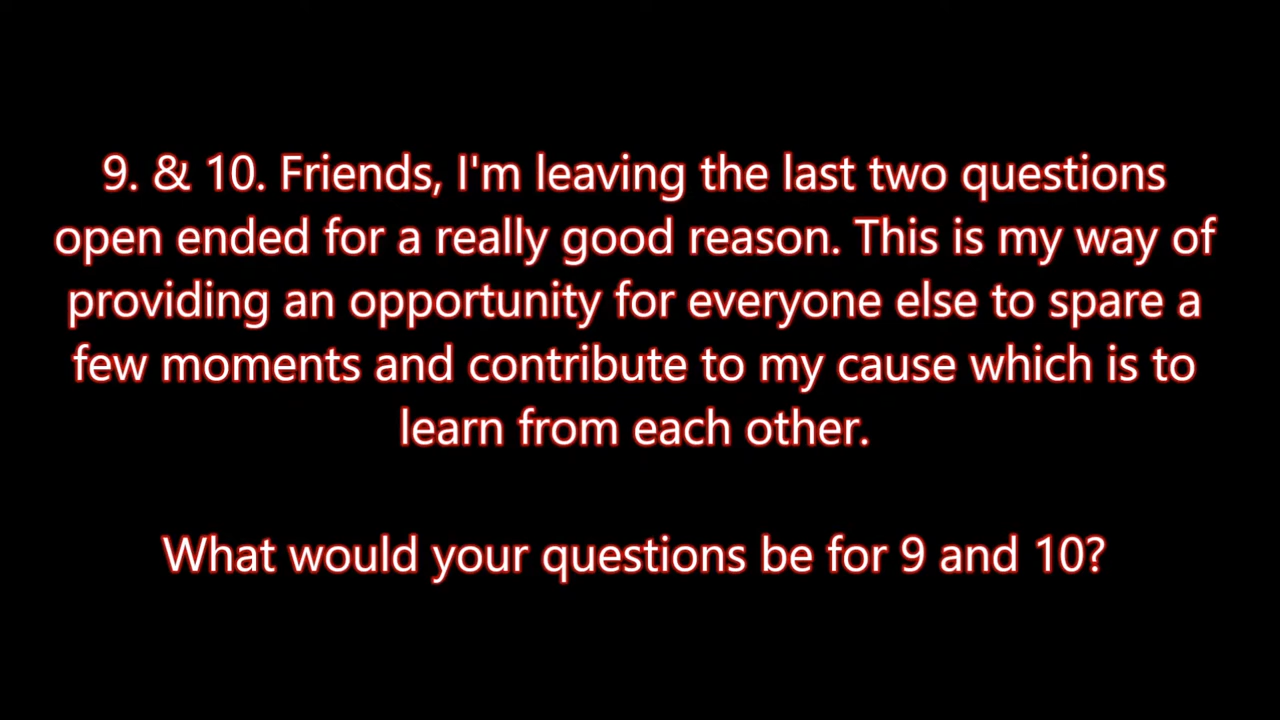 9. & 10. Friends, I'm leaving the last two questions
open ended for a really good reason. This is my way of
providing an opportunity for everyone else to spare a
few moments and contribute to my cause which is to
learn from each other.
What would your questions be for 9 and 10?